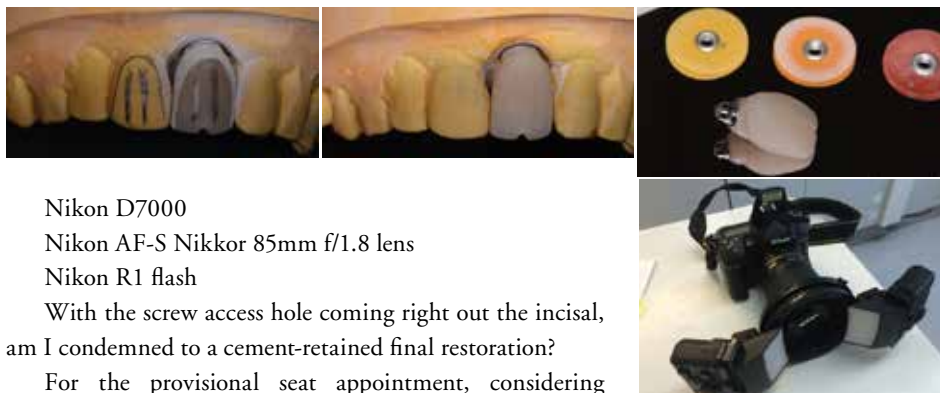 Nikon D7000
Nikon AF-S Nikkor 85mm f/1.8 lens
Nikon R1 flash
With the screw access hole coming right out the incisal,
am I condemned to a cement-retained final restoration?
For the provisional seat appointment, considering